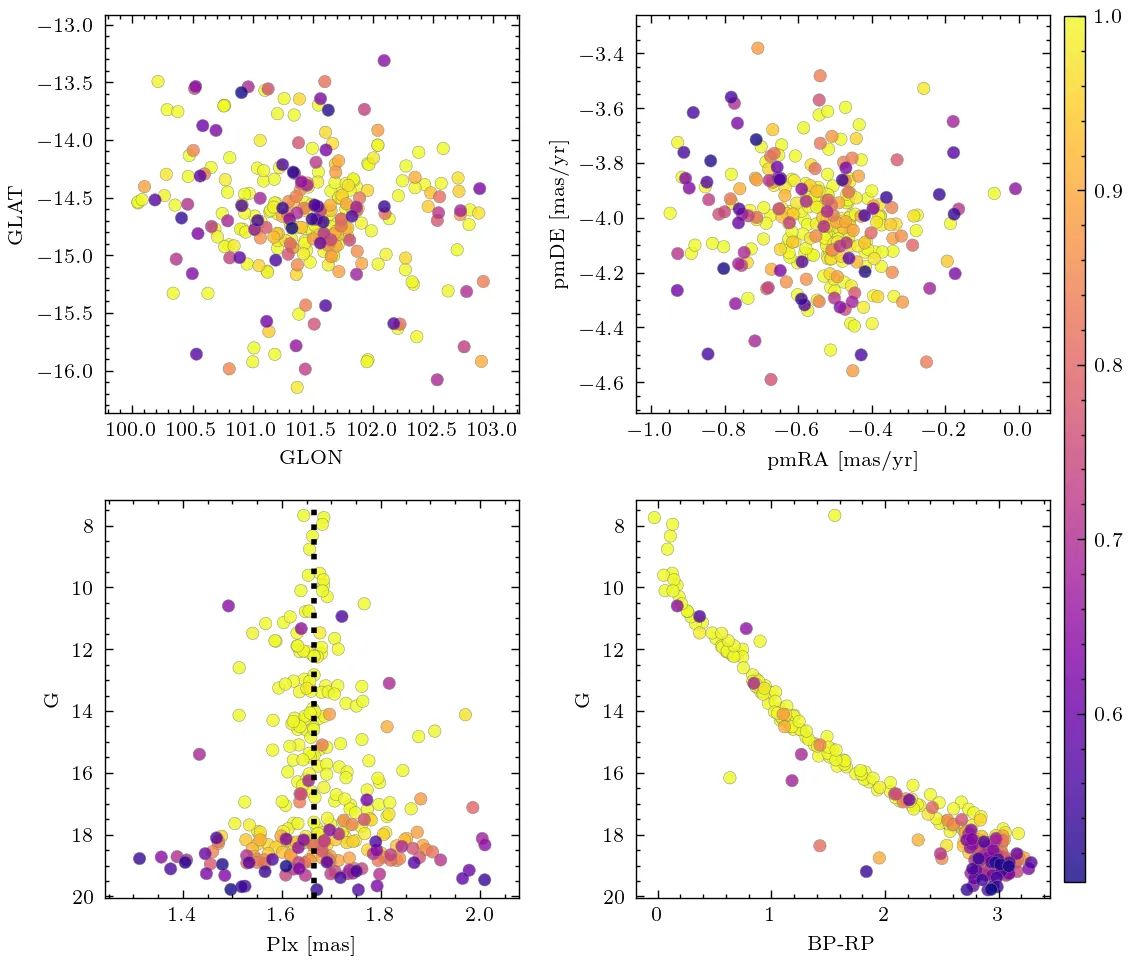 −13.0
−13.5
−14.0
−14.5
−15.0
−15.5
−16.0
GLAT
100.0 100.5 101.0 101.5 102.0 102.5 103.0
GLON
−3.4
−3.6
−3.8
−4.0
−4.2
−4.4
−4.6
pmDE [mas/yr]
−1.0 −0.8 −0.6 −0.4 −0.2 0.0
pmRA [mas/yr]
8
10
12
14
16
18
20
G
1.4 1.6 1.8 2.0
Plx [mas]
8
10
12
14
16
18
20
G
0 1 2 3
BP-RP
1.0
0.9
0.8
0.7
0.6